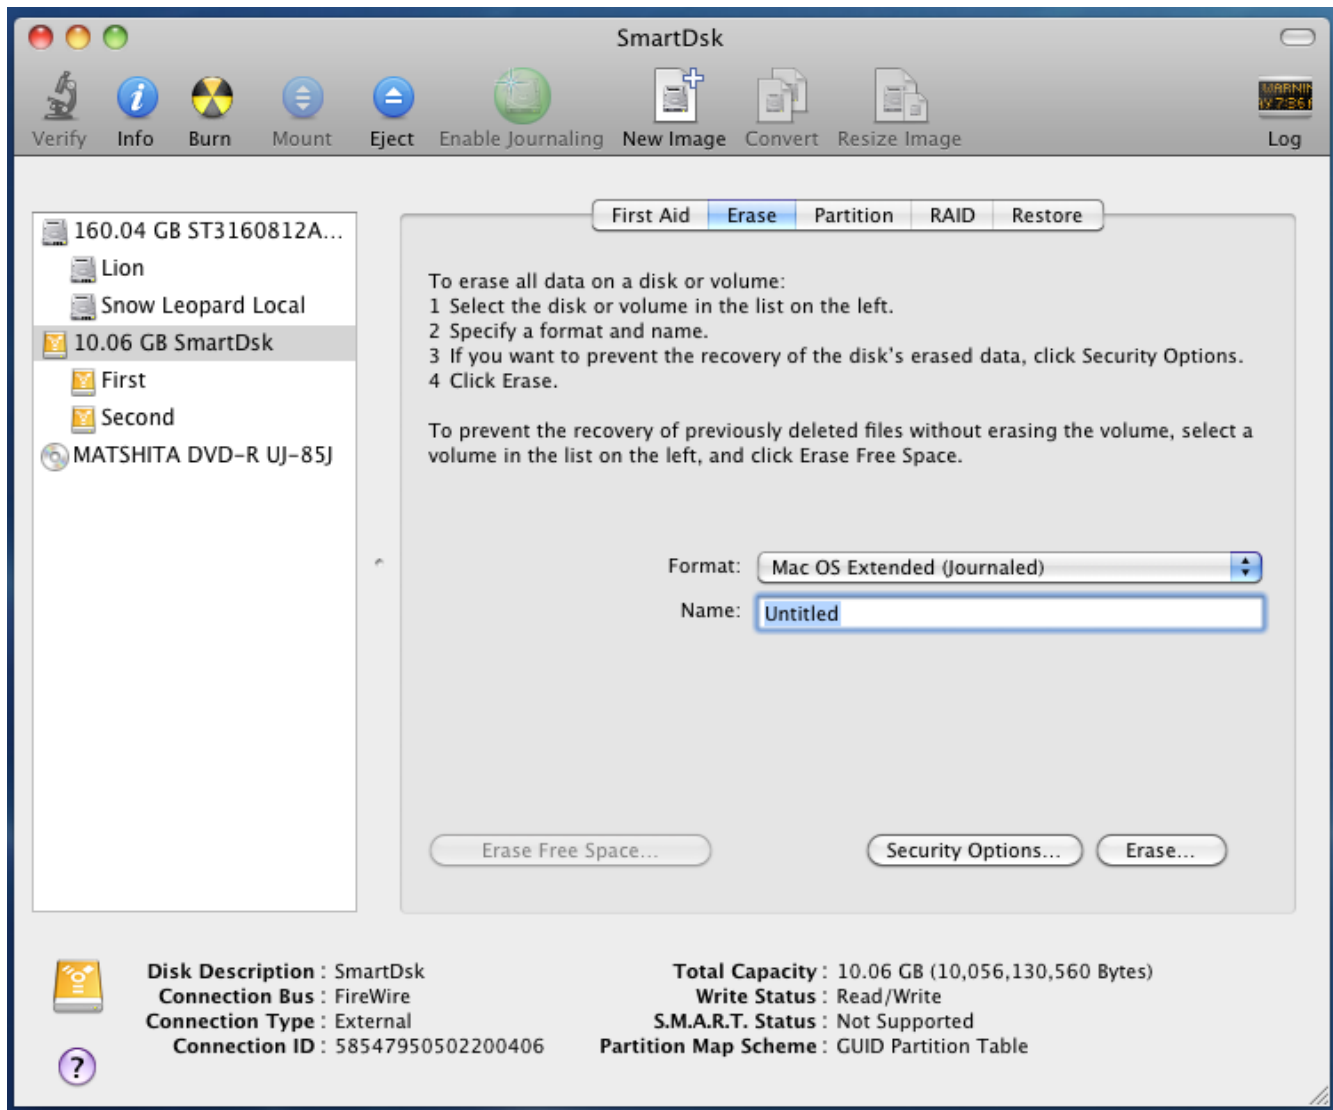 SmartDsk
Verify Info Burn Mount Eject Enable Journaling New Image Convert Resize Image Log
160.04 GB ST3160812A...
Lion
Snow Leopard Local
10.06 GB SmartDsk
First
Second
MATSHITA DVD-R UJ-85J
First Aid Erase Partition RAID Restore
To erase all data on a disk or volume:
1 Select the disk or volume in the list on the left.
2 Specify a format and name.
3 If you want to prevent the recovery of the disk's erased data, click Security Options.
4 Click Erase.
To prevent the recovery of previously deleted files without erasing the volume, select a
volume in the list on the left, and click Erase Free Space.
Format: Mac OS Extended (Journaled)
Name: Untitled
Erase Free Space... Security Options... Erase...
Disk Description : SmartDsk
Connection Bus : FireWire
Connection Type : External
Connection ID : 58547950502200406
Total Capacity : 10.06 GB (10,056,130,560 Bytes)
Write Status : Read/Write
S.M.A.R.T. Status : Not Supported
Partition Map Scheme : GUID Partition Table
?